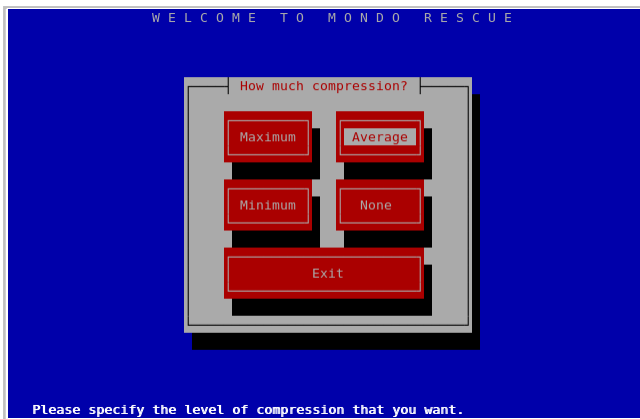 W E L C O M E   T O   M O N D O   R E S C U E
How much compression?
Maximum Average
Minimum None
Exit
Please specify the level of compression that you want.